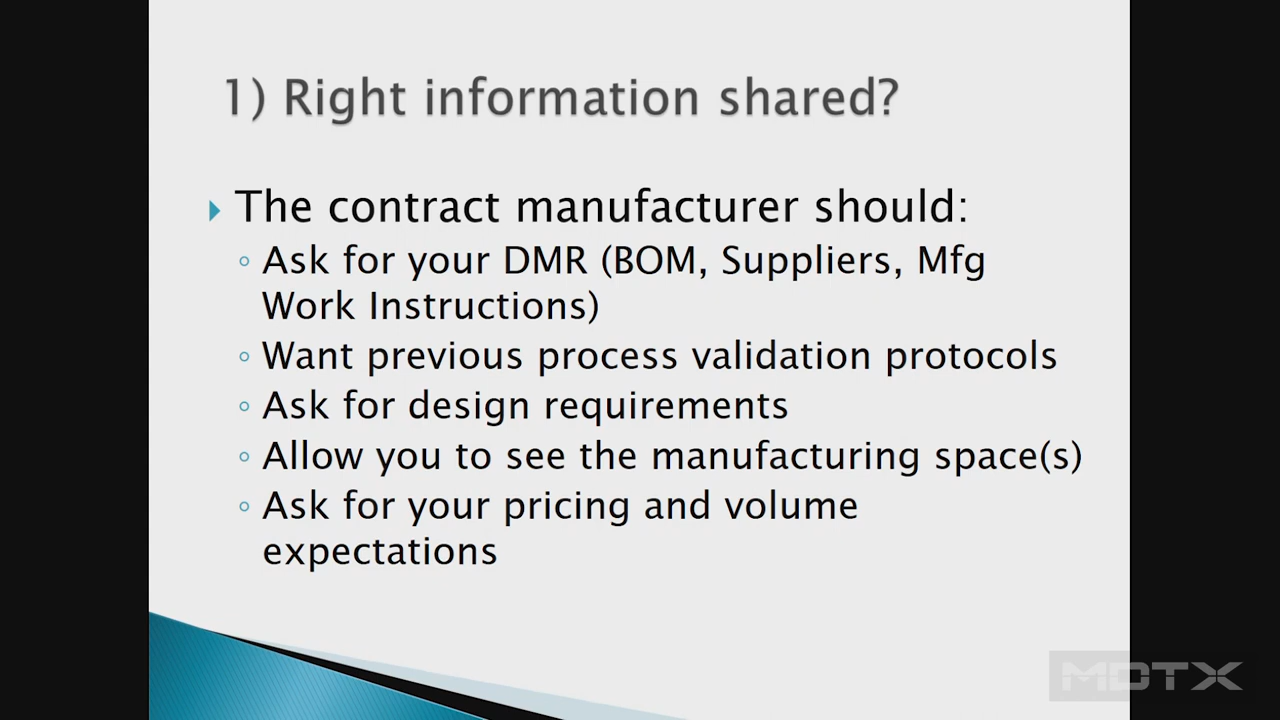 1) Right information shared?
The contract manufacturer should:
Ask for your DMR (BOM, Suppliers, Mfg
Work Instructions)
Want previous process validation protocols
Ask for design requirements
Allow you to see the manufacturing space(s)
Ask for your pricing and volume
expectations
MDTX